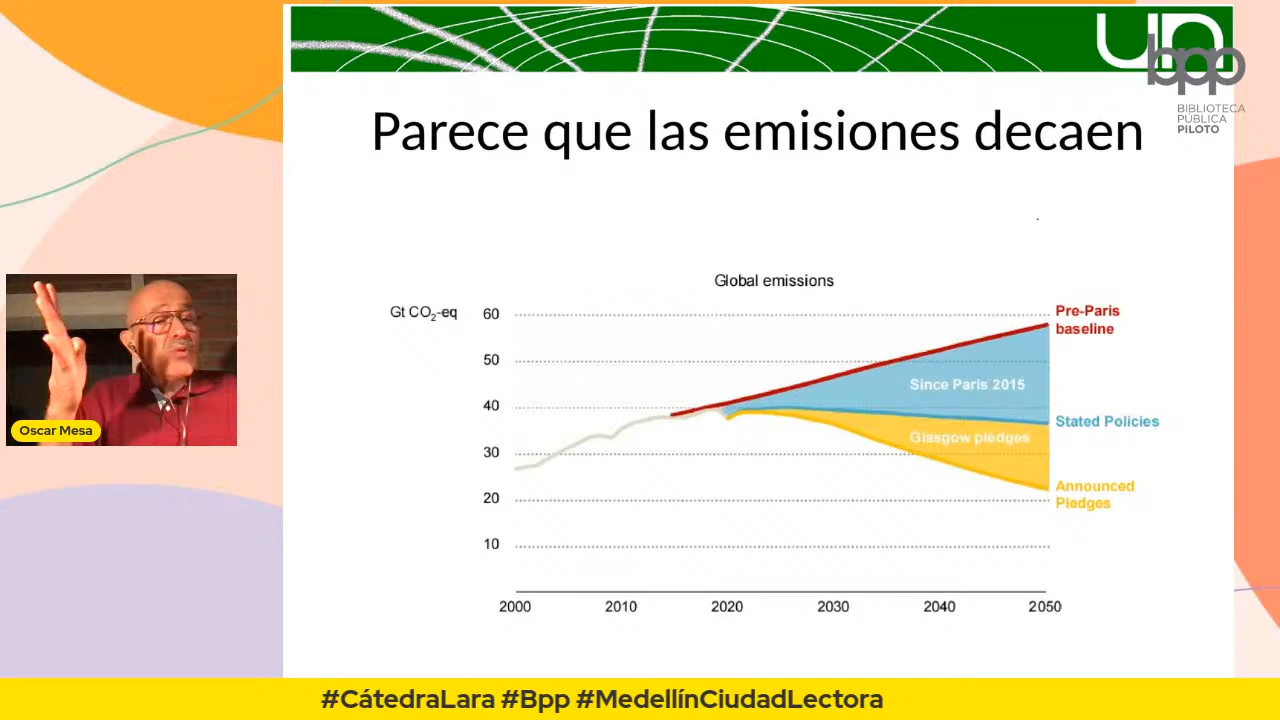 un
bpp
BIBLIOTECA
PÚBLICA
PILOTO
Parece que las emisiones decaen
Global emissions
Gt CO₂-eq
60
50
40
30
20
10
2000 2010 2020 2030 2040 2050
Pre-Paris
baseline
Since Paris 2015
Stated Policies
Glasgow pledges
Announced
Pledges
Oscar Mesa
#CátedraLara #Bpp #MedellínCiudadLectora